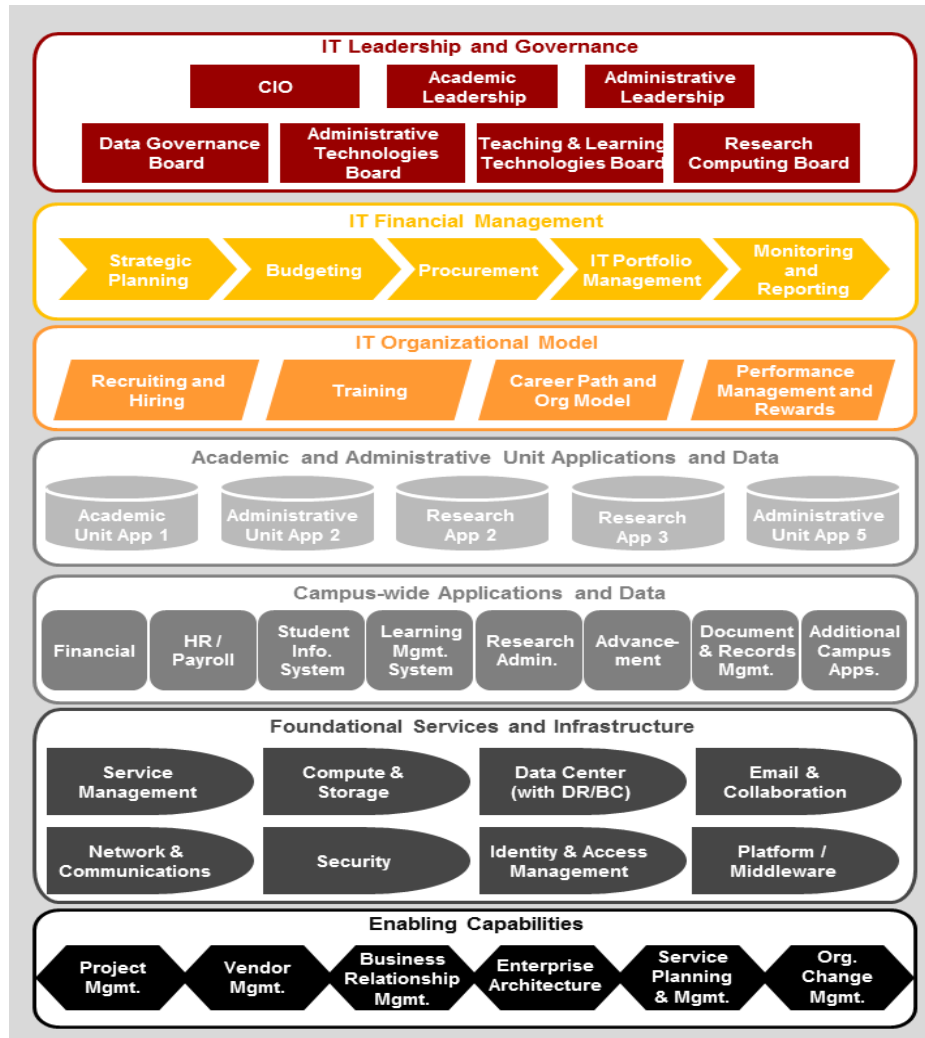 IT Leadership and Governance
CIO
Academic
Leadership
Administrative
Leadership
Data Governance
Board
Administrative
Technologies
Board
Teaching & Learning
Technologies Board
Research
Computing Board
IT Financial Management
Strategic
Planning
Budgeting
Procurement
IT Portfolio
Management
Monitoring
and
Reporting
IT Organizational Model
Recruiting and
Hiring
Training
Career Path and
Org Model
Performance
Management and
Rewards
Academic and Administrative Unit Applications and Data
Academic
Unit App 1
Administrative
Unit App 2
Research
App 2
Research
App 3
Administrative
Unit App 5
Campus-wide Applications and Data
Financial
HR /
Payroll
Student
Info.
System
Learning
Mgmt.
System
Research
Admin.
Advance-
ment
Document
& Records
Mgmt.
Additional
Campus
Apps.
Foundational Services and Infrastructure
Service
Management
Compute &
Storage
Data Center
(with DR/BC)
Email &
Collaboration
Network &
Communications
Security
Identity & Access
Management
Platform /
Middleware
Enabling Capabilities
Project
Mgmt.
Vendor
Mgmt.
Business
Relationship
Mgmt.
Enterprise
Architecture
Service
Planning
& Mgmt.
Org.
Change
Mgmt.